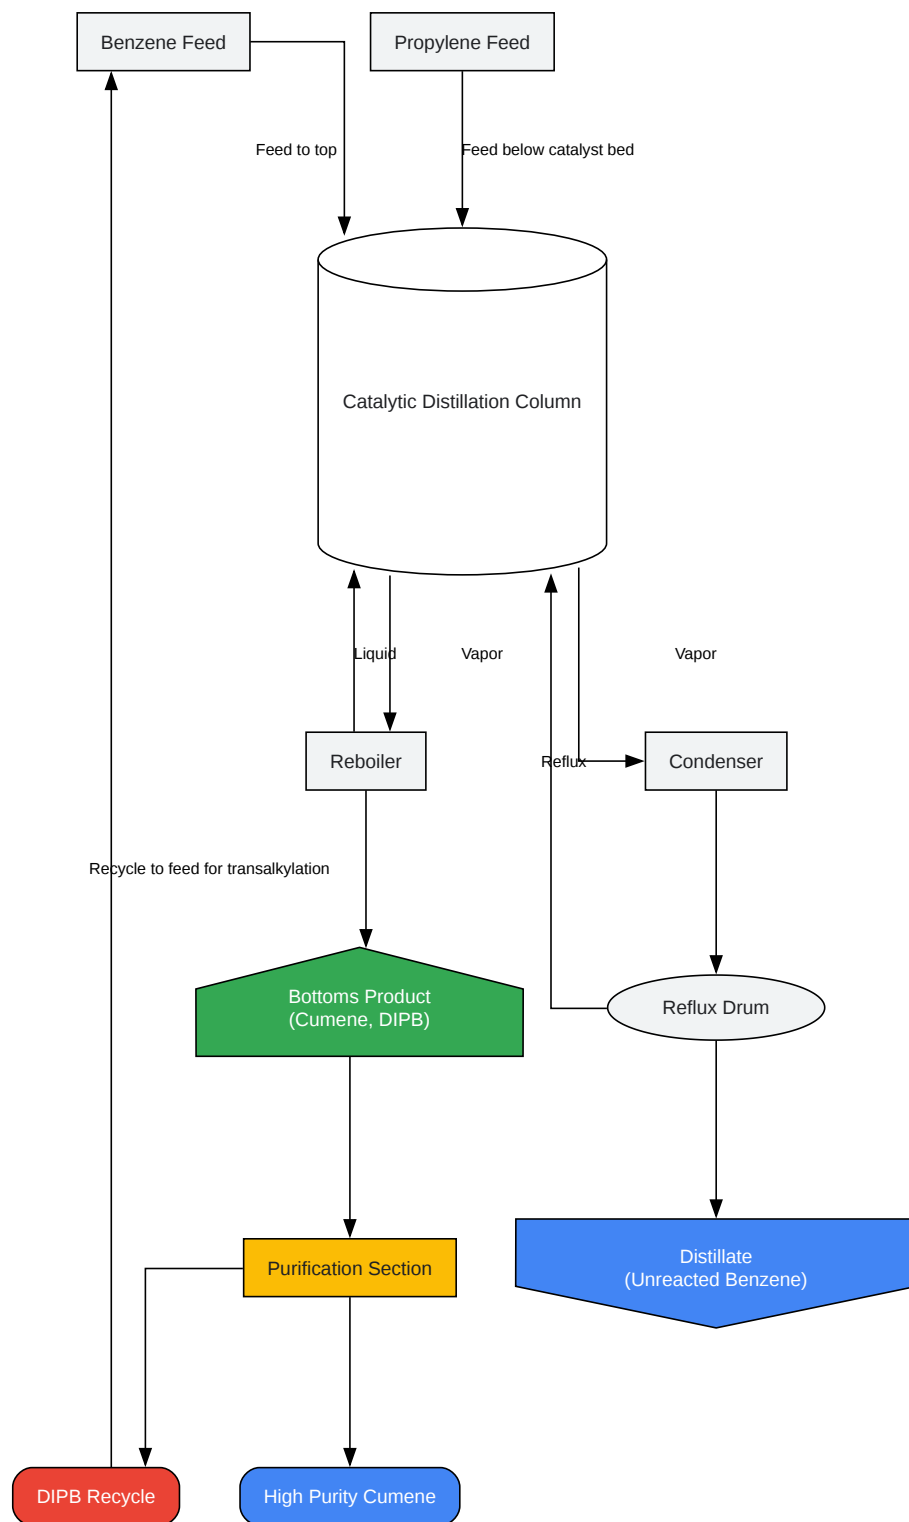 Benzene Feed
Propylene Feed
Feed to top
Feed below catalyst bed
Catalytic Distillation Column
Liquid
Vapor
Vapor
Reboiler
Reflux
Condenser
Recycle to feed for transalkylation
Bottoms Product
(Cumene, DIPB)
Reflux Drum
Distillate
(Unreacted Benzene)
Purification Section
DIPB Recycle
High Purity Cumene